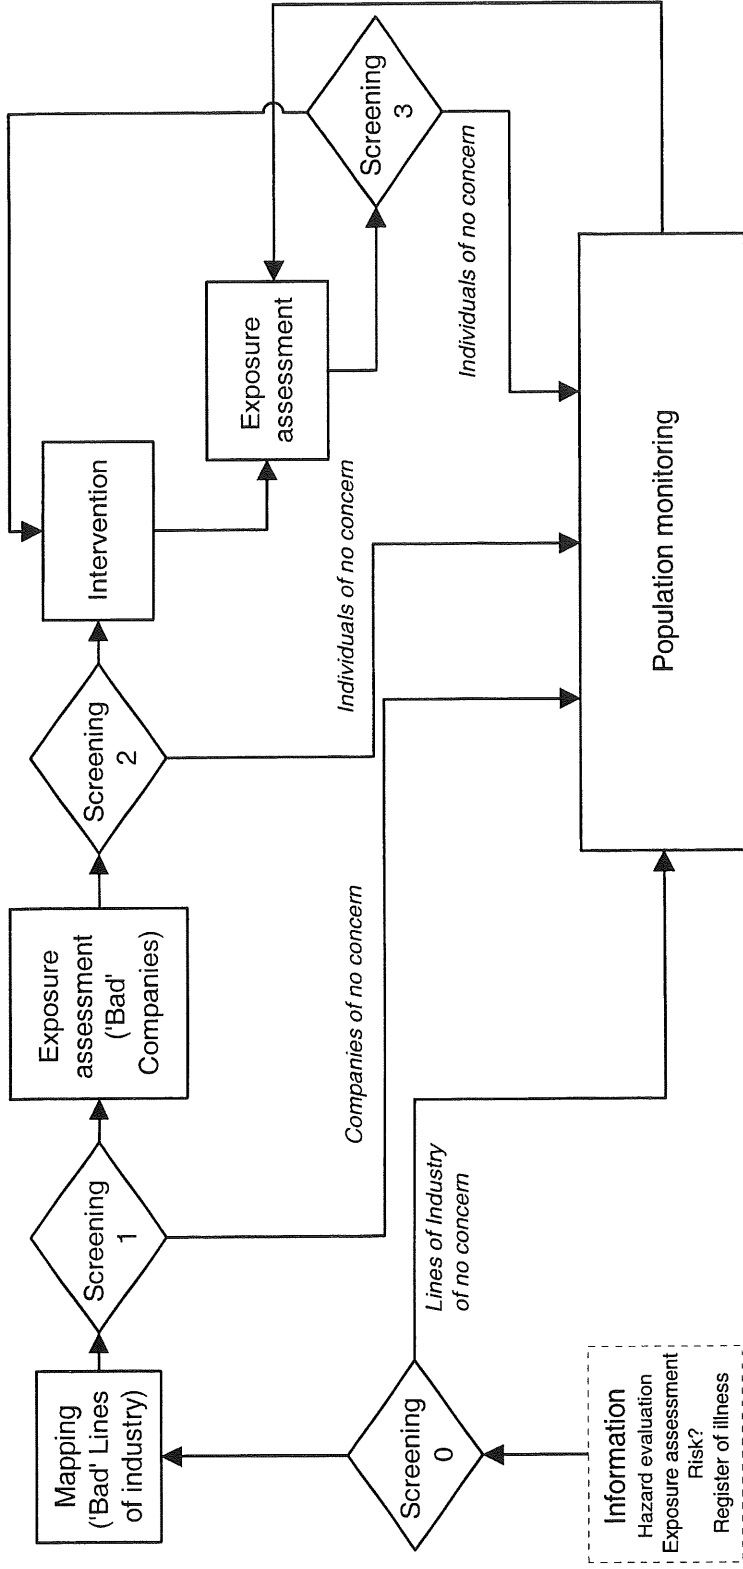 Mapping
('Bad' Lines
of industry)
Screening
1
Exposure
assessment
('Bad'
Companies)
Screening
2
Intervention
Exposure
assessment
Screening
3
Individuals of no concern
Individuals of no concern
Companies of no concern
Lines of Industry
of no concern
Screening
0
Information
Hazard evaluation
Exposure assessment
Risk?
Register of illness
Population monitoring